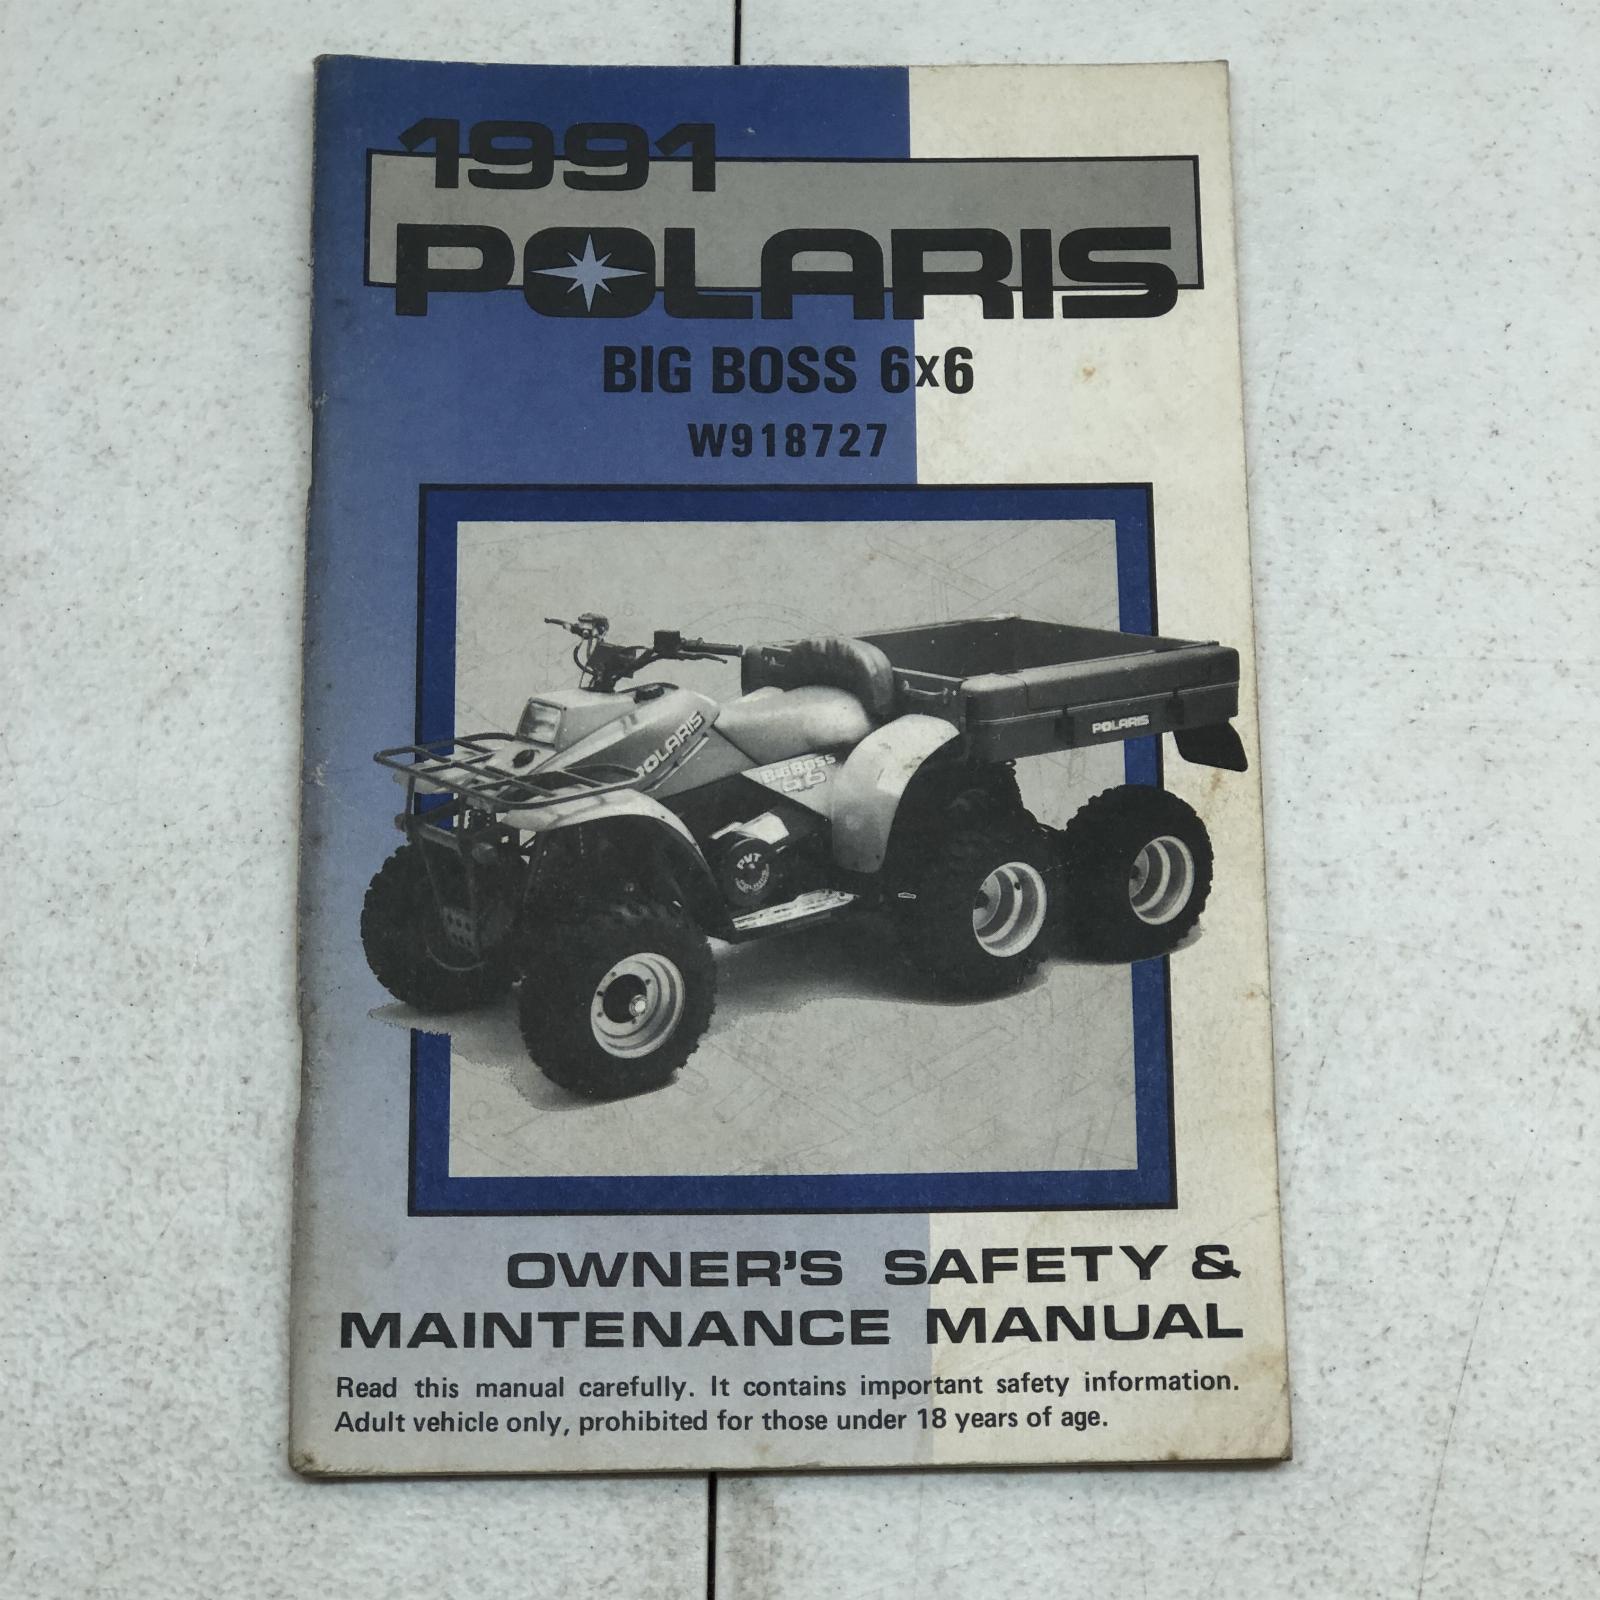 1991
POLARIS
BIG BOSS 6x6
W918727
POLARIS
BIG BOSS
6x6
POLARIS
PVT
OWNER'S SAFETY &
MAINTENANCE MANUAL
Read this manual carefully. It contains important safety information.
Adult vehicle only, prohibited for those under 18 years of age.